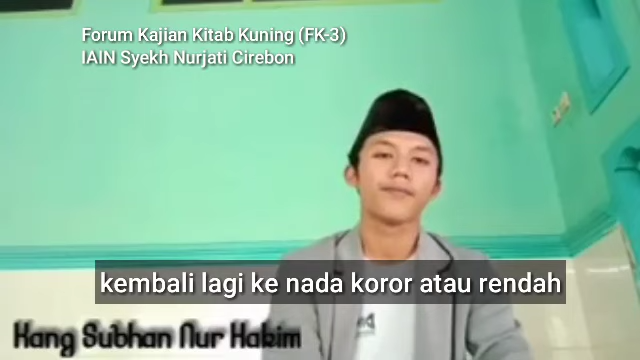 Forum Kajian Kitab Kuning (FK-3)
IAIN Syekh Nurjati Cirebon
kembali lagi ke nada koror atau rendah
Kang Subhan Nur Hakim